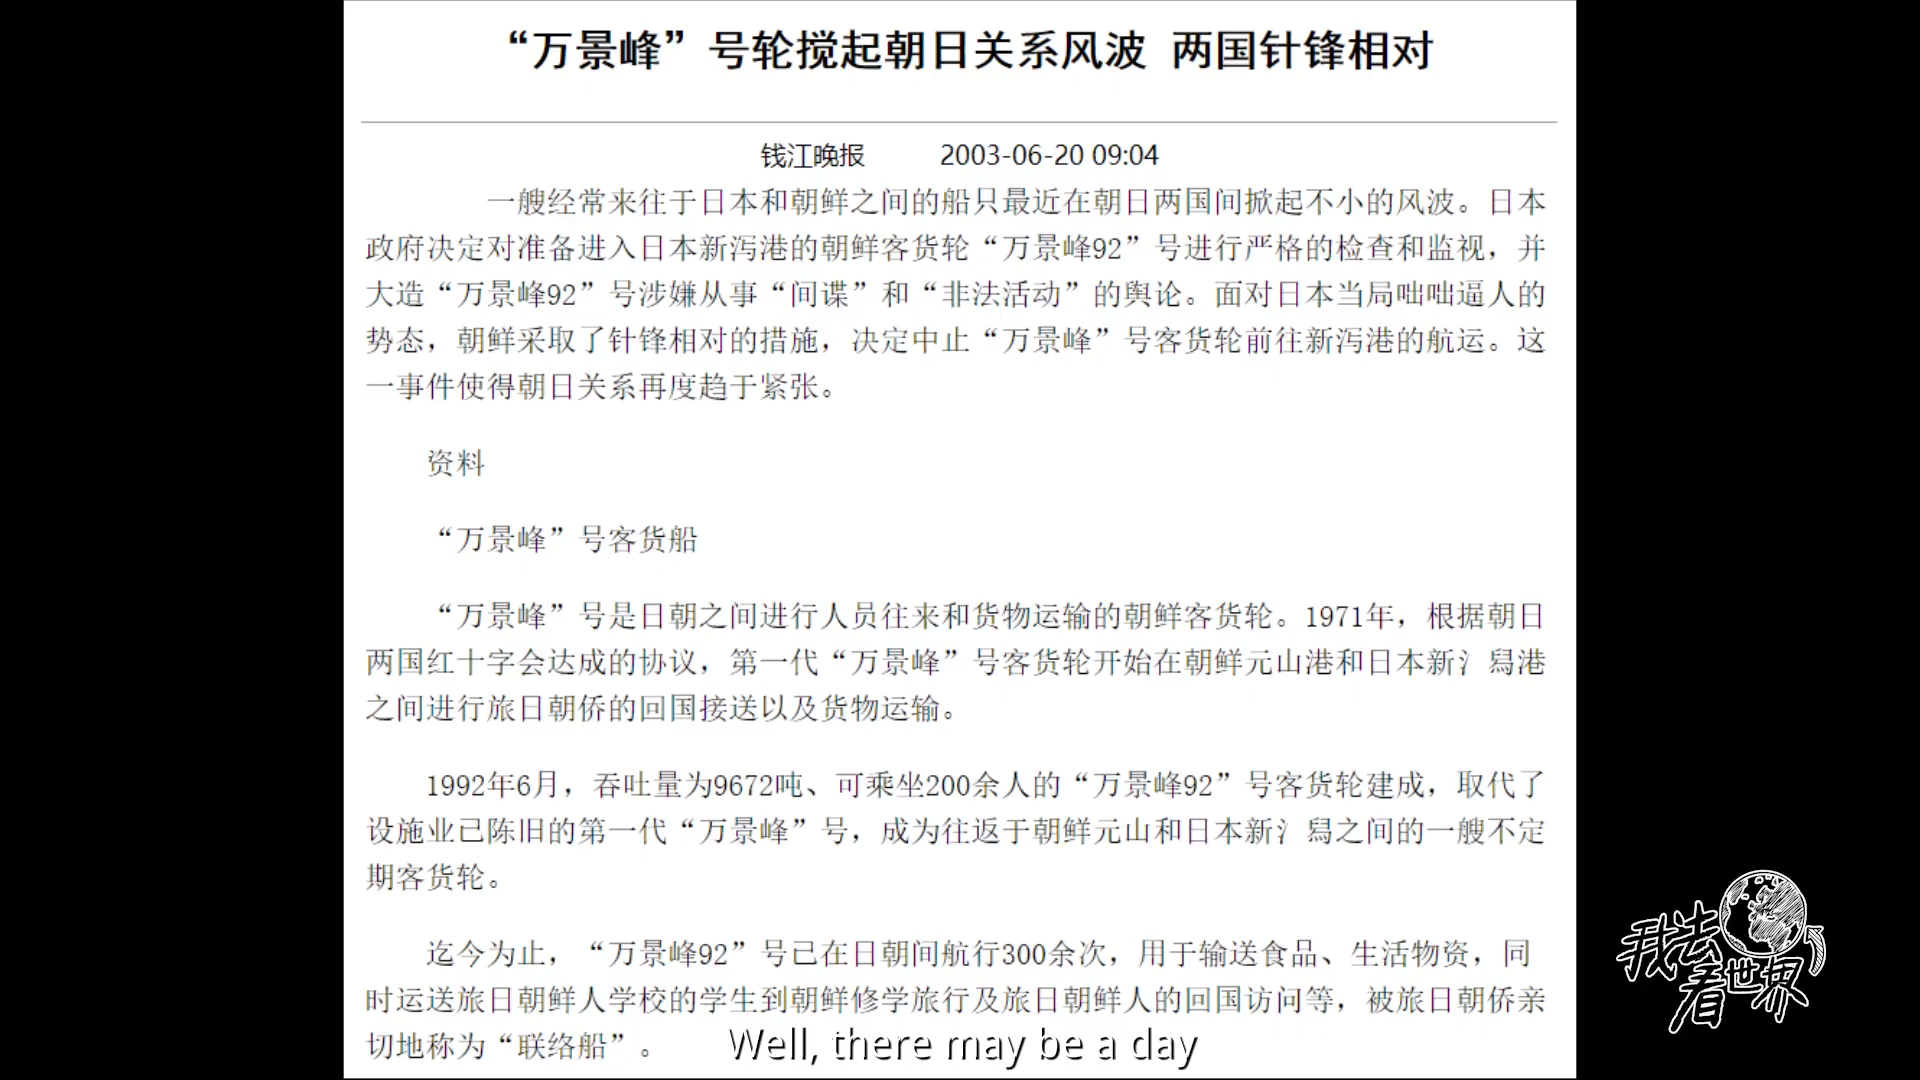 “万景峰”号轮搅起朝日关系风波 两国针锋相对
钱江晚报 2003-06-20 09:04
一艘经常来往于日本和朝鲜之间的船只最近在朝日两国间掀起不小的风波。日本
政府决定对准备进入日本新泻港的朝鲜客货轮“万景峰92”号进行严格的检查和监视，并
大造“万景峰92”号涉嫌从事“间谍”和“非法活动”的舆论。面对日本当局咄咄逼人的
势态，朝鲜采取了针锋相对的措施，决定中止“万景峰”号客货轮前往新泻港的航运。这
一事件使得朝日关系再度趋于紧张。
资料
“万景峰”号客货船
“万景峰”号是日朝之间进行人员往来和货物运输的朝鲜客货轮。1971年，根据朝日
两国红十字会达成的协议，第一代“万景峰”号客货轮开始在朝鲜元山港和日本新氵舄港
之间进行旅日朝侨的回国接送以及货物运输。
1992年6月，吞吐量为9672吨、可乘坐200余人的“万景峰92”号客货轮建成，取代了
设施业已陈旧的第一代“万景峰”号，成为往返于朝鲜元山和日本新氵舄之间的一艘不定
期客货轮。
迄今为止，“万景峰92”号已在日朝间航行300余次，用于输送食品、生活物资，同
时运送旅日朝鲜人学校的学生到朝鲜修学旅行及旅日朝鲜人的回国访问等，被旅日朝侨亲
切地称为“联络船”。
Well, there may be a day
我去
看世界